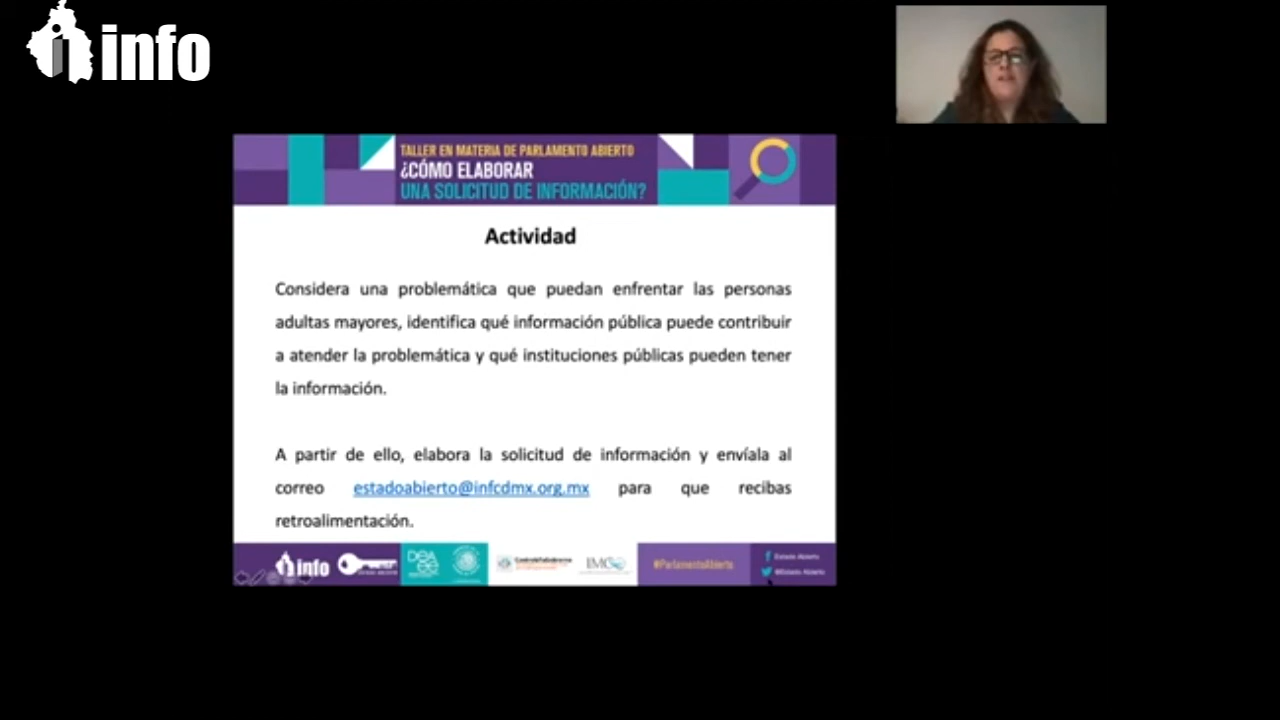 info
TALLER EN MATERIA DE PARLAMENTO ABIERTO
¿CÓMO ELABORAR
UNA SOLICITUD DE INFORMACIÓN?
Actividad
Considera una problemática que puedan enfrentar las personas
adultas mayores, identifica qué información pública puede contribuir
a atender la problemática y qué instituciones públicas pueden tener
la información.
A partir de ello, elabora la solicitud de información y envíala al
correo estadoabierto@infcdmx.org.mx para que recibas
retroalimentación.
info
#ParlamentoAbierto
Estado Abierto
@Estado Abierto